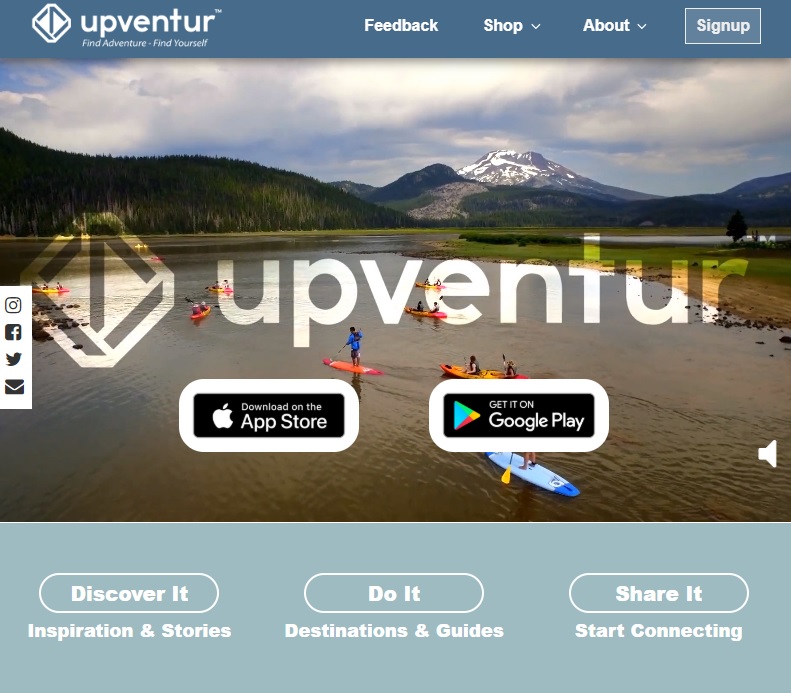 upventur™
Find Adventure - Find Yourself
Feedback
Shop
About
Signup
upventur™
Download on the
App Store
GET IT ON
Google Play
Discover It
Do It
Share It
Inspiration & Stories
Destinations & Guides
Start Connecting